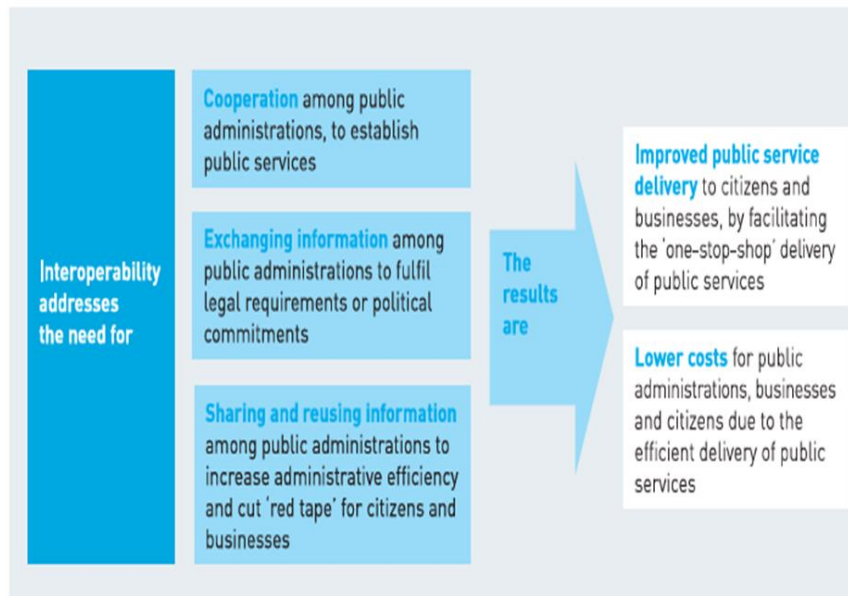 Interoperability
addresses
the need for
Cooperation among public
administrations, to establish
public services
Exchanging information among
public administrations to fulfil
legal requirements or political
commitments
Sharing and reusing information
among public administrations to
increase administrative efficiency
and cut 'red tape' for citizens and
businesses
The
results
are
Improved public service
delivery to citizens and
businesses, by facilitating
the 'one-stop-shop' delivery
of public services
Lower costs for public
administrations, businesses
and citizens due to the
efficient delivery of public
services